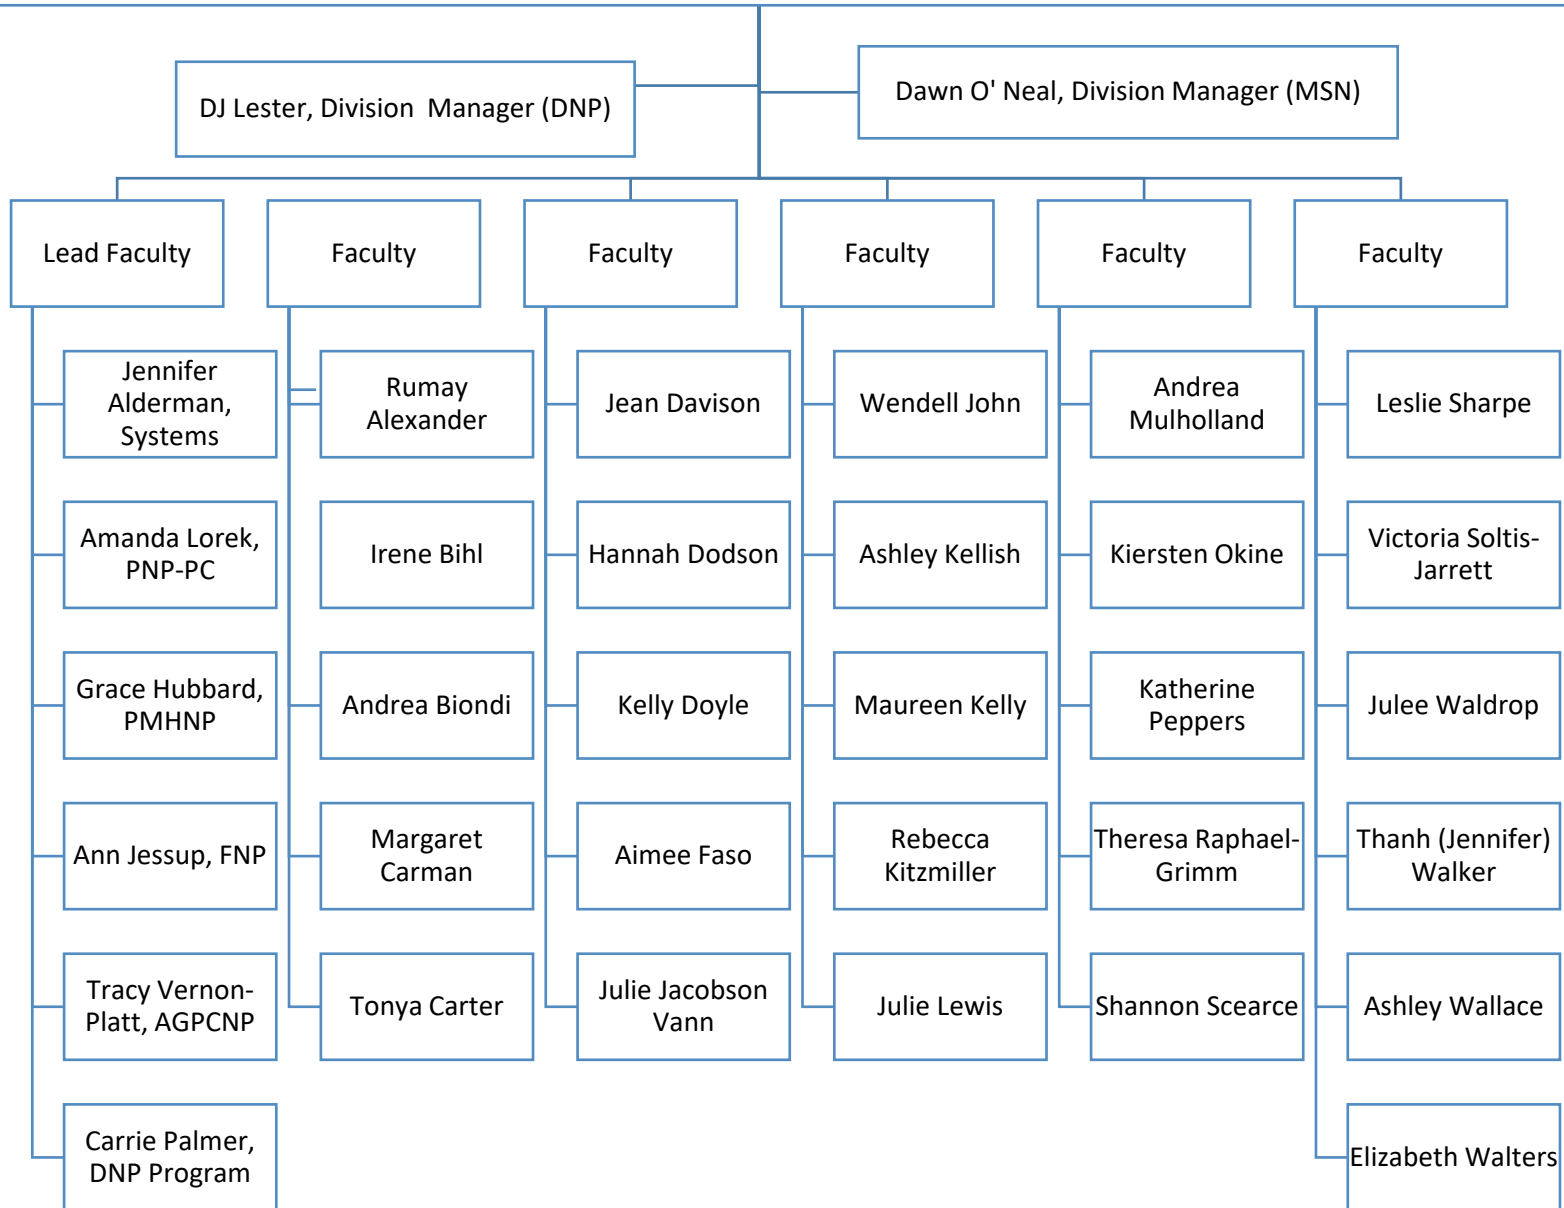 DJ Lester, Division Manager (DNP)
Dawn O' Neal, Division Manager (MSN)
Lead Faculty
Faculty
Faculty
Faculty
Faculty
Faculty
Jennifer
Alderman,
Systems
Amanda Lorek,
PNP-PC
Grace Hubbard,
PMHNP
Ann Jessup, FNP
Tracy Vernon-
Platt, AGPCNP
Carrie Palmer,
DNP Program
Rumay
Alexander
Irene Bihl
Andrea Biondi
Margaret
Carman
Tonya Carter
Jean Davison
Hannah Dodson
Kelly Doyle
Aimee Faso
Julie Jacobson
Vann
Wendell John
Ashley Kellish
Maureen Kelly
Rebecca
Kitzmiller
Julie Lewis
Andrea
Mulholland
Kiersten Okine
Katherine
Peppers
Theresa Raphael-
Grimm
Shannon Scearce
Leslie Sharpe
Victoria Soltis-
Jarrett
Julee Waldrop
Thanh (Jennifer)
Walker
Ashley Wallace
Elizabeth Walters